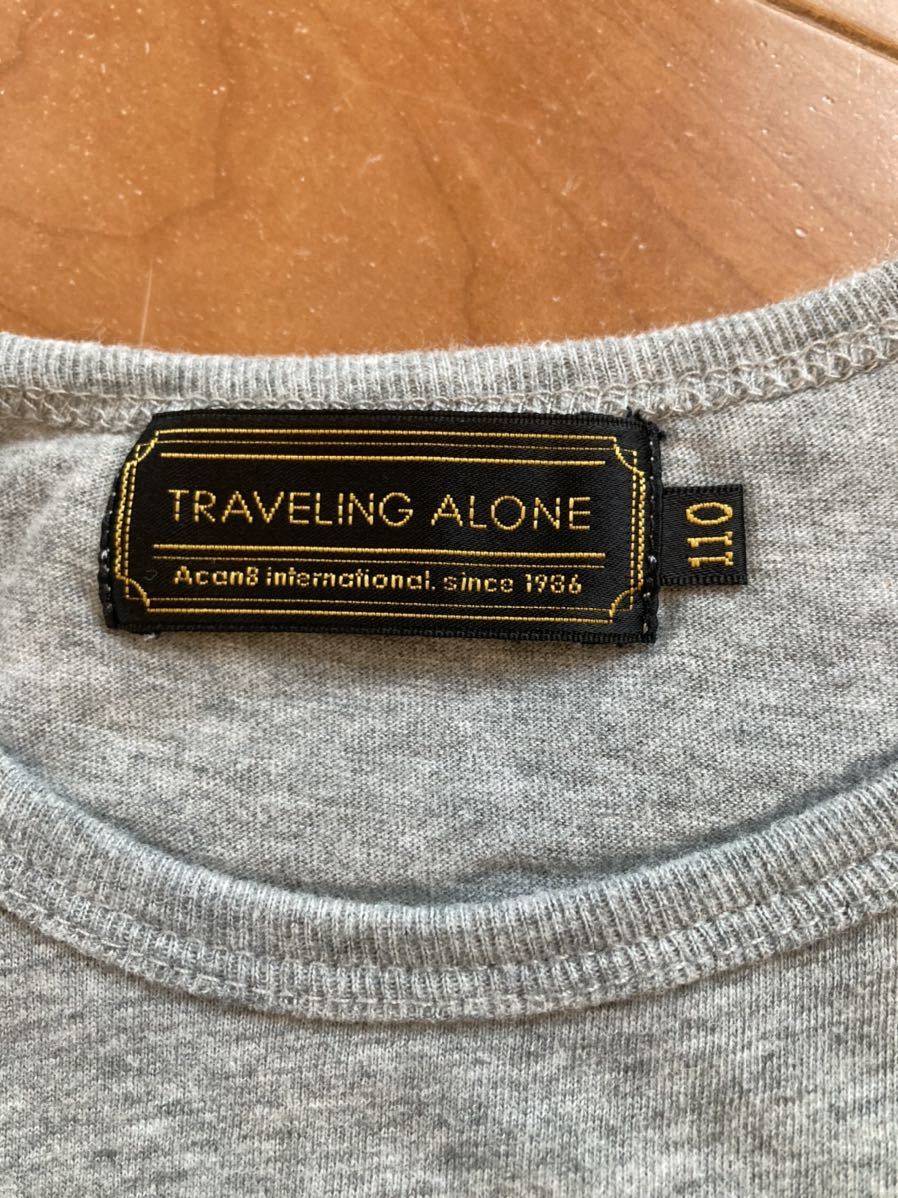 TRAVELING ALONE
Acan8 international. since 1986
110